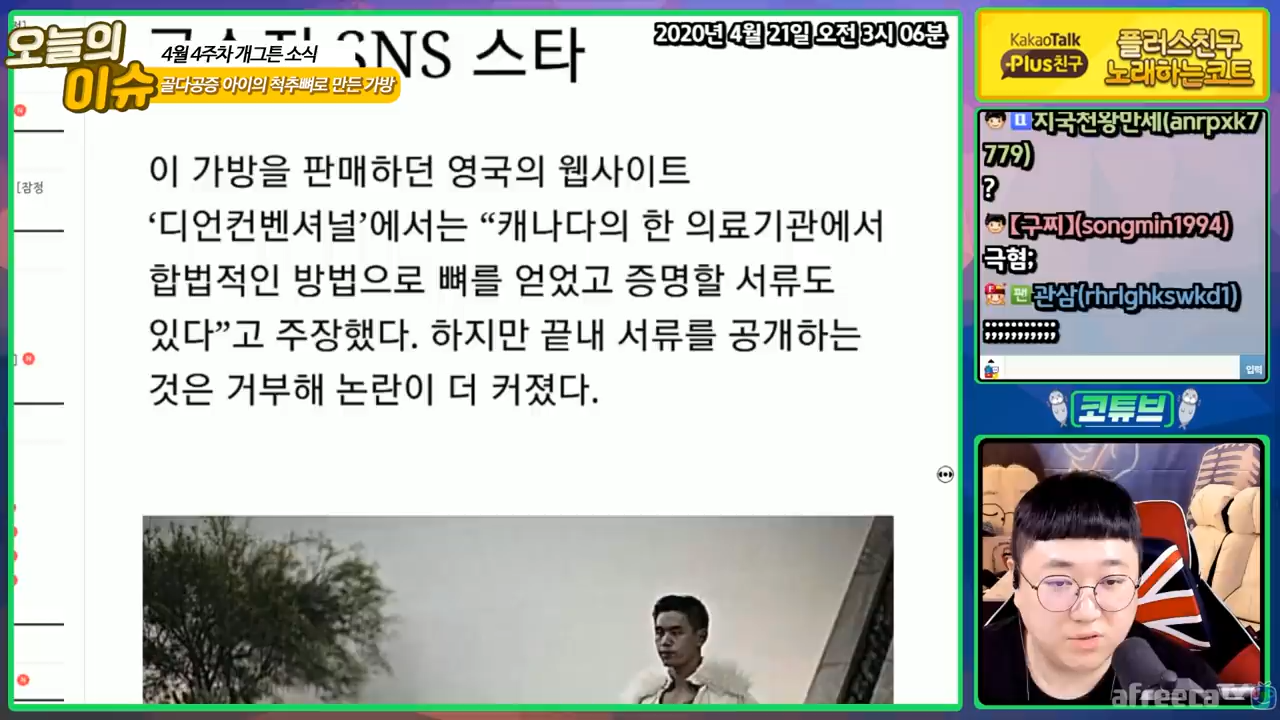 오늘의
이슈
4월 4주차 개그튼 소식
골다공증 아이의 척추뼈로 만든 가방
SNS 스타
2020년 4월 21일 오전 3시 06분
[잠정
이 가방을 판매하던 영국의 웹사이트
‘디언컨벤셔널’에서는 “캐나다의 한 의료기관에서
합법적인 방법으로 뼈를 얻었고 증명할 서류도
있다”고 주장했다. 하지만 끝내 서류를 공개하는
것은 거부해 논란이 더 커졌다.
KakaoTalk
Plus친구
플러스친구
노래하는코트
지국천왕만세(anrpxk7
779)
?
【구찌】(songmin1994)
극혐;
팬 관삼(rhrlghkswkd1)
;;;;;;;;;;;
입력
코튜브
afreecaTV